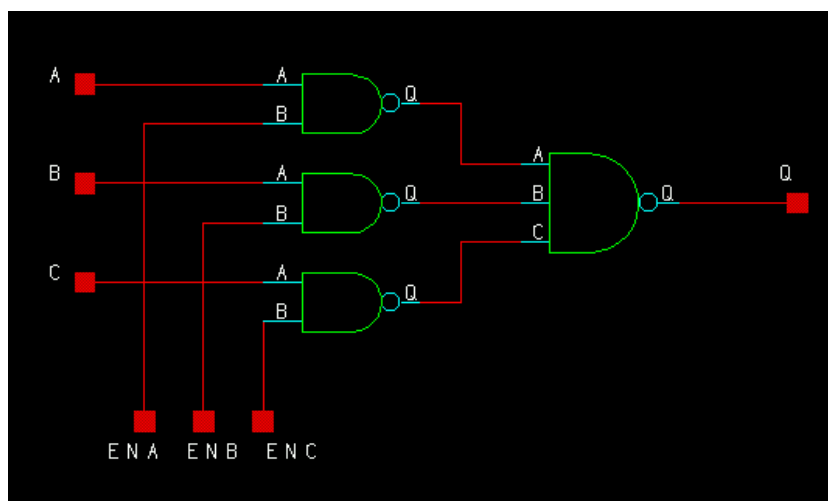 A A Q
B
A
B A B Q Q
B Q
C
C A Q
B
ENA ENB ENC